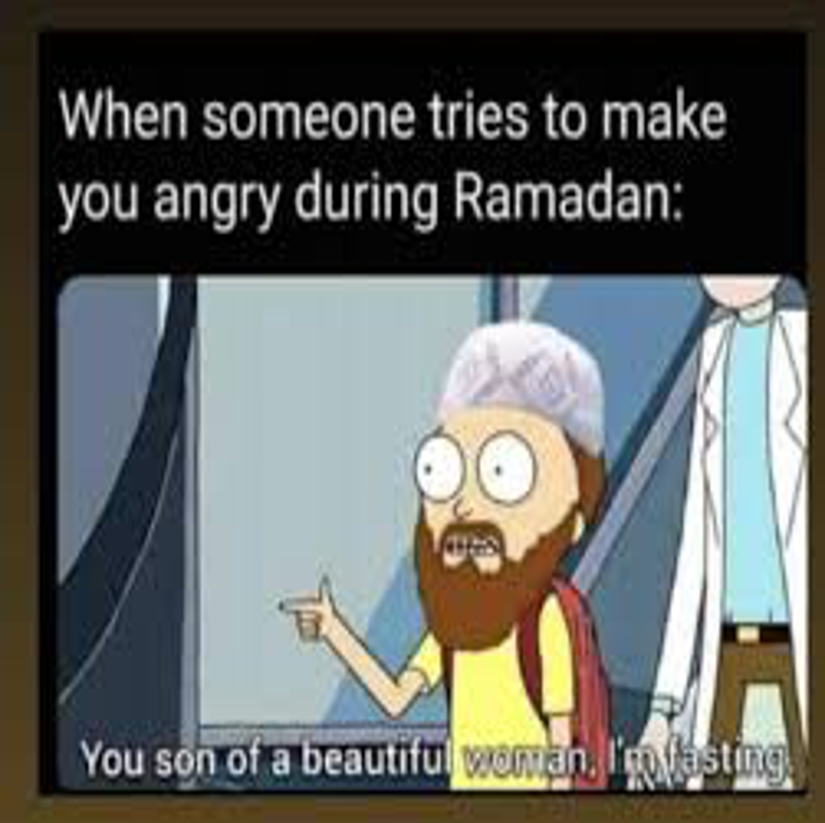 When someone tries to make
you angry during Ramadan:
You son of a beautiful woman, I'm fasting.